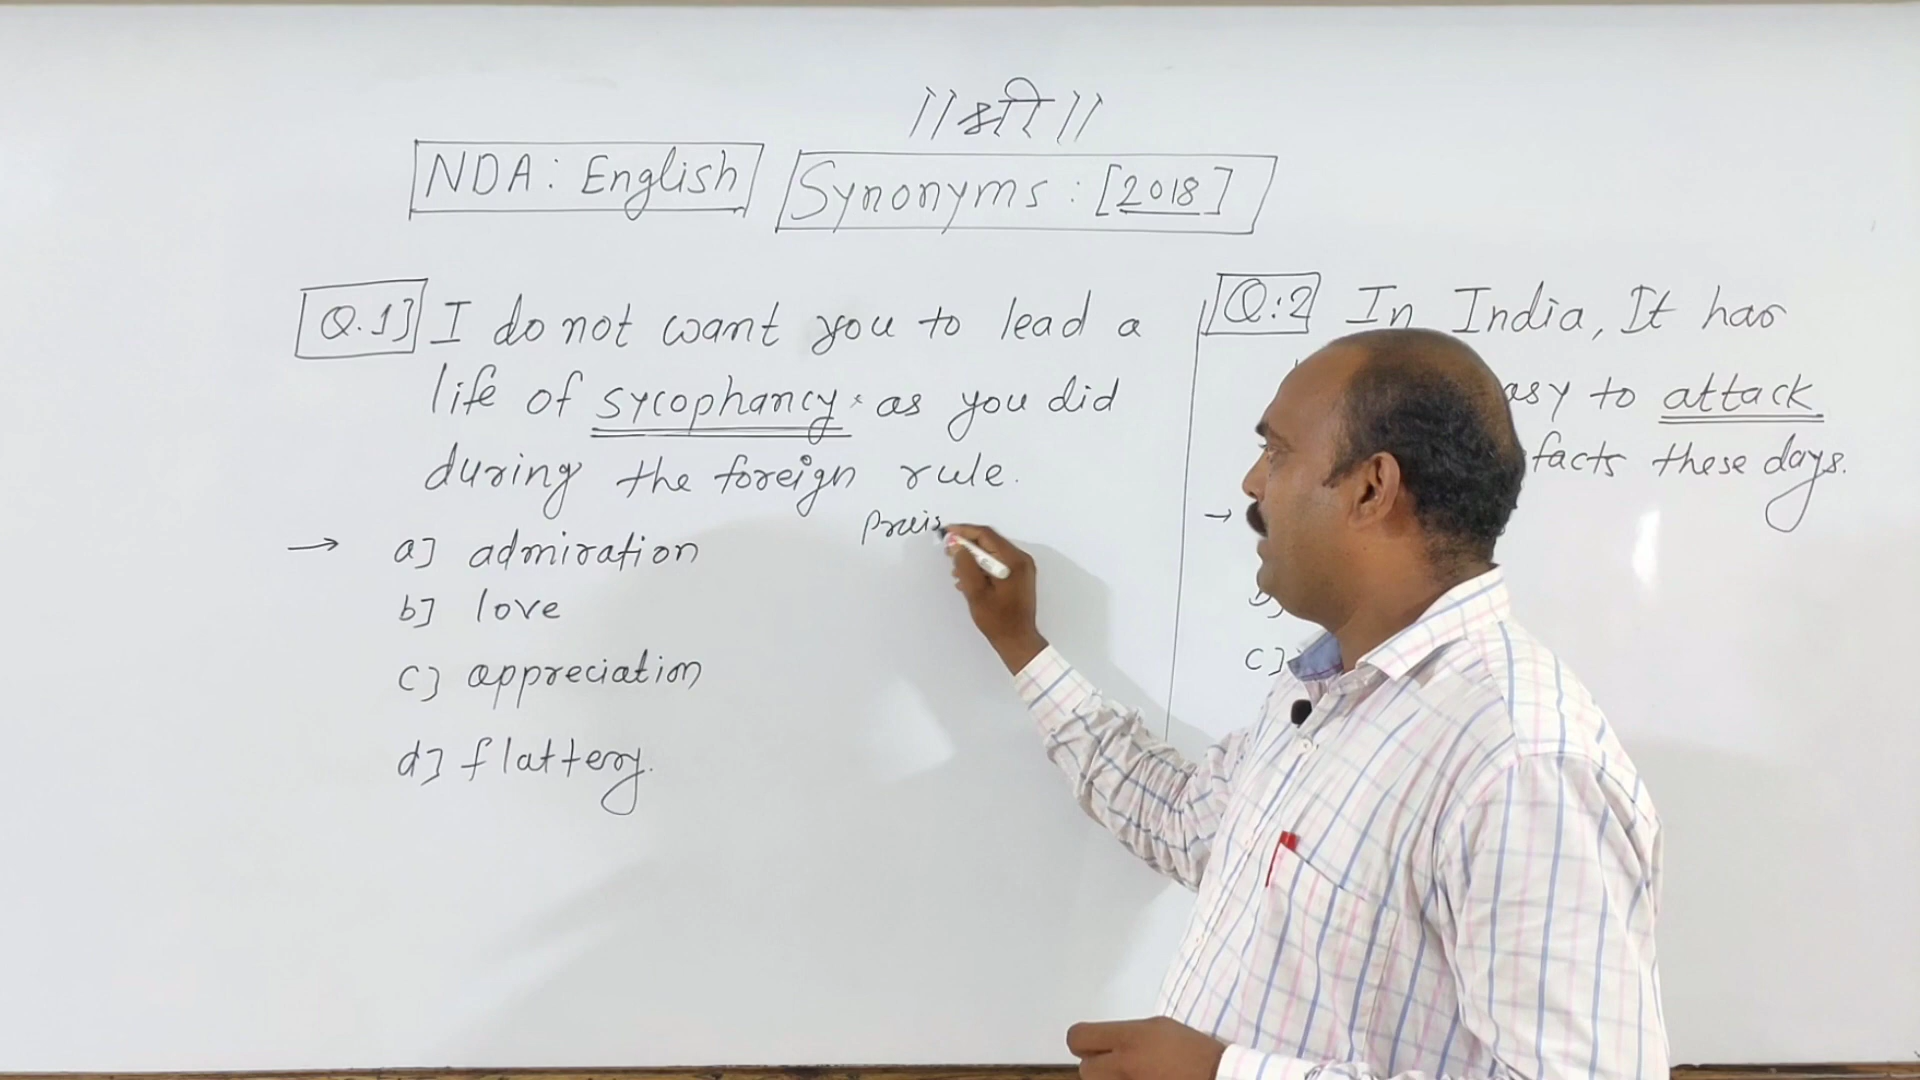 ॥ श्री ॥
NDA: English
Synonyms: [2018]
Q.1] I do not want you to lead a
life of sycophancy as you did
during the foreign rule.
prais
→ a] admiration
b] love
c] appreciation
d] flattery.
Q:2 In India, It has
asy to attack
facts these days.
→
b]
c]